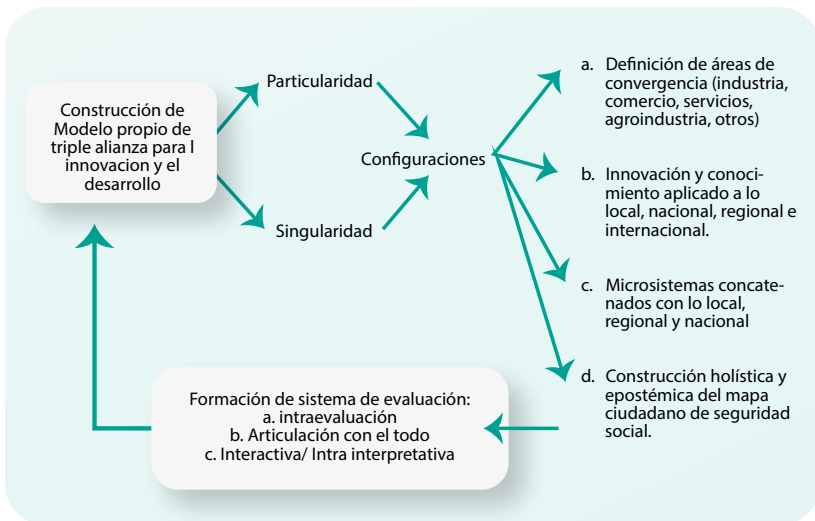 Construcción de
Modelo propio de
triple alianza para l
innovacion y el
desarrollo
Particularidad
Singularidad
Configuraciones
a. Definición de áreas de
convergencia (industria,
comercio, servicios,
agroindustria, otros)
b. Innovación y conoci-
miento aplicado a lo
local, nacional, regional e
internacional.
c. Microsistemas concate-
nados con lo local,
regional y nacional
d. Construcción holística y
epostémica del mapa
ciudadano de seguridad
social.
Formación de sistema de evaluación:
a. intraevaluación
b. Articulación con el todo
c. Interactiva/ Intra interpretativa